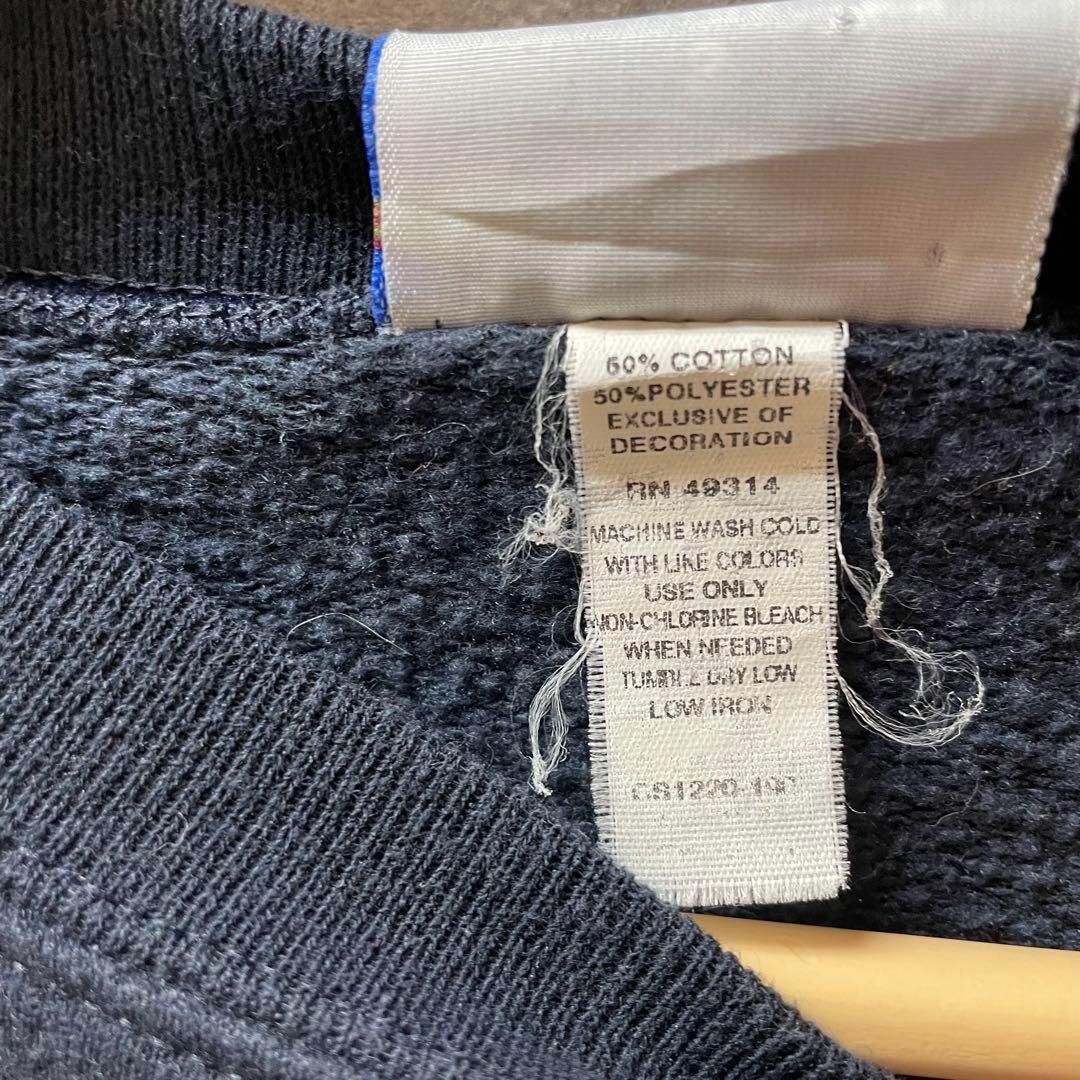 50% COTTON
50%POLYESTER
EXCLUSIVE OF
DECORATION
RN 49314
MACHINE WASH COLD
WITH LIKE COLORS
USE ONLY
NON-CHLORINE BLEACH
WHEN NEEDED
TUMBLE DRY LOW
LOW IRON